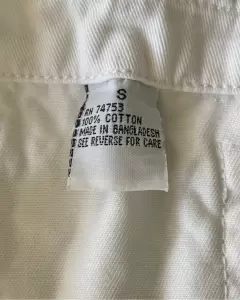 S
RN 74753
100% COTTON
MADE IN BANGLADESH
SEE REVERSE FOR CARE